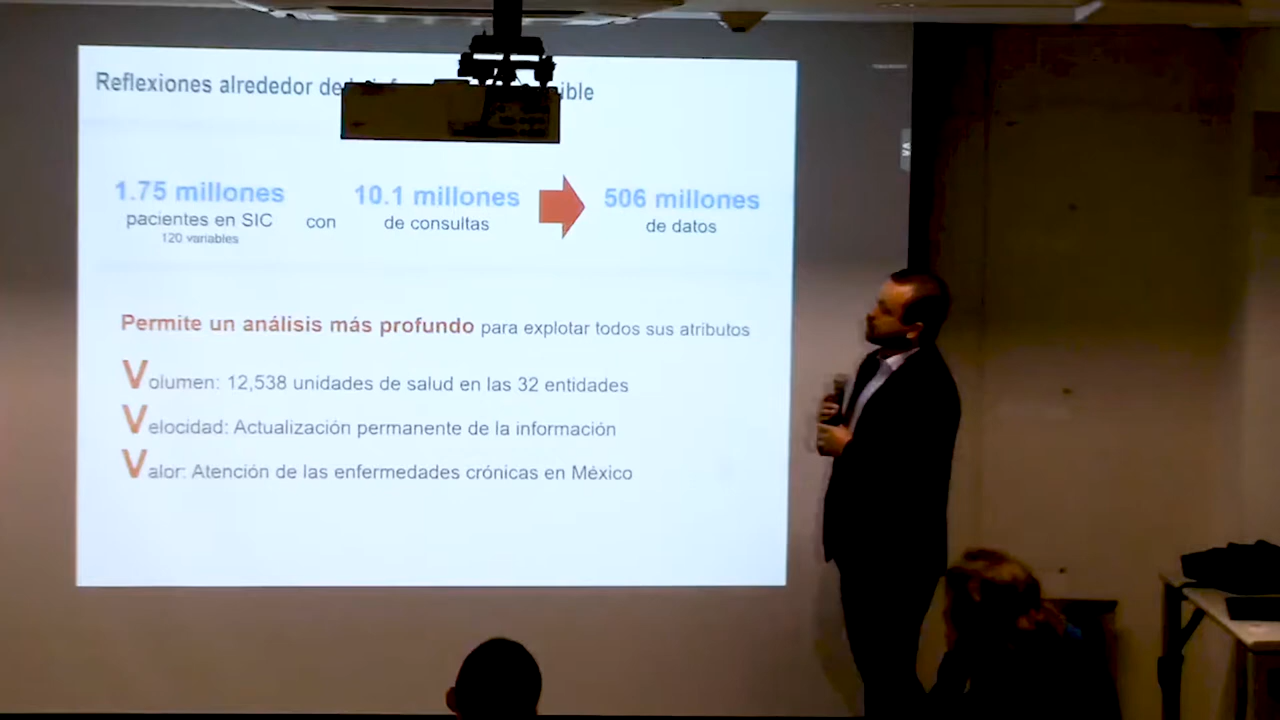 Reflexiones alrededor de
1.75 millones
pacientes en SIC
120 variables
con
10.1 millones
de consultas
506 millones
de datos
Permite un análisis más profundo para explotar todos sus atributos
Volumen: 12,538 unidades de salud en las 32 entidades
Velocidad: Actualización permanente de la información
Valor: Atención de las enfermedades crónicas en México